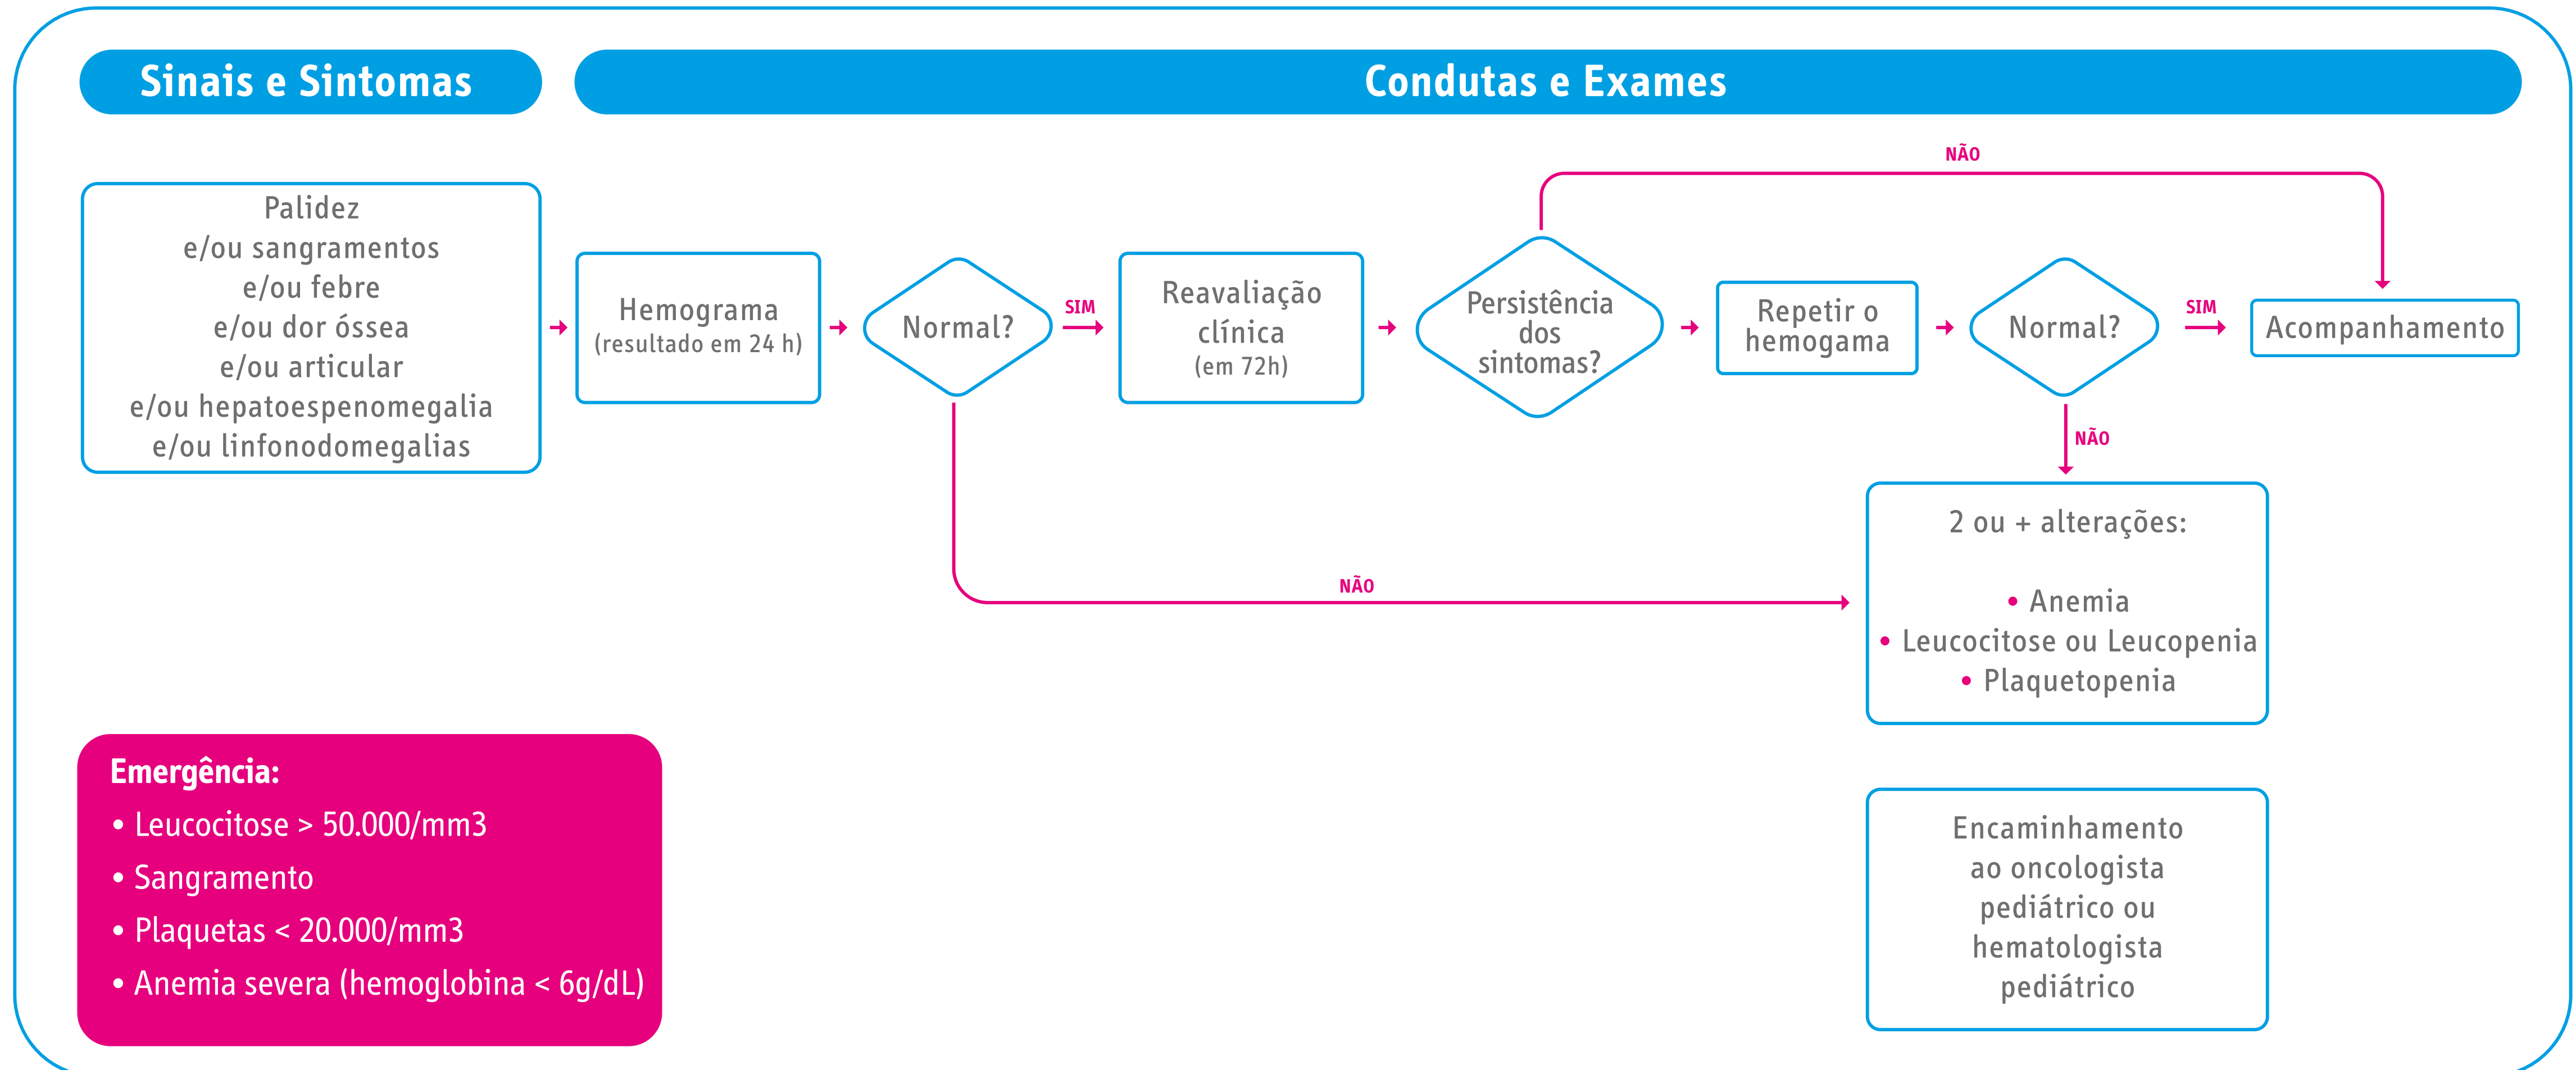 Sinais e Sintomas
Condutas e Exames
Palidez
e/ou sangramentos
e/ou febre
e/ou dor óssea
e/ou articular
e/ou hepatoespenomegalia
e/ou linfonodomegalias
Hemograma
(resultado em 24 h)
Normal?
SIM
Reavaliação
clínica
(em 72h)
Persistência
dos
sintomas?
NÃO
Repetir o
hemogama
Normal?
SIM
Acompanhamento
NÃO
NÃO
2 ou + alterações:
• Anemia
• Leucocitose ou Leucopenia
• Plaquetopenia
Encaminhamento
ao oncologista
pediátrico ou
hematologista
pediátrico
Emergência:
• Leucocitose > 50.000/mm3
• Sangramento
• Plaquetas < 20.000/mm3
• Anemia severa (hemoglobina < 6g/dL)